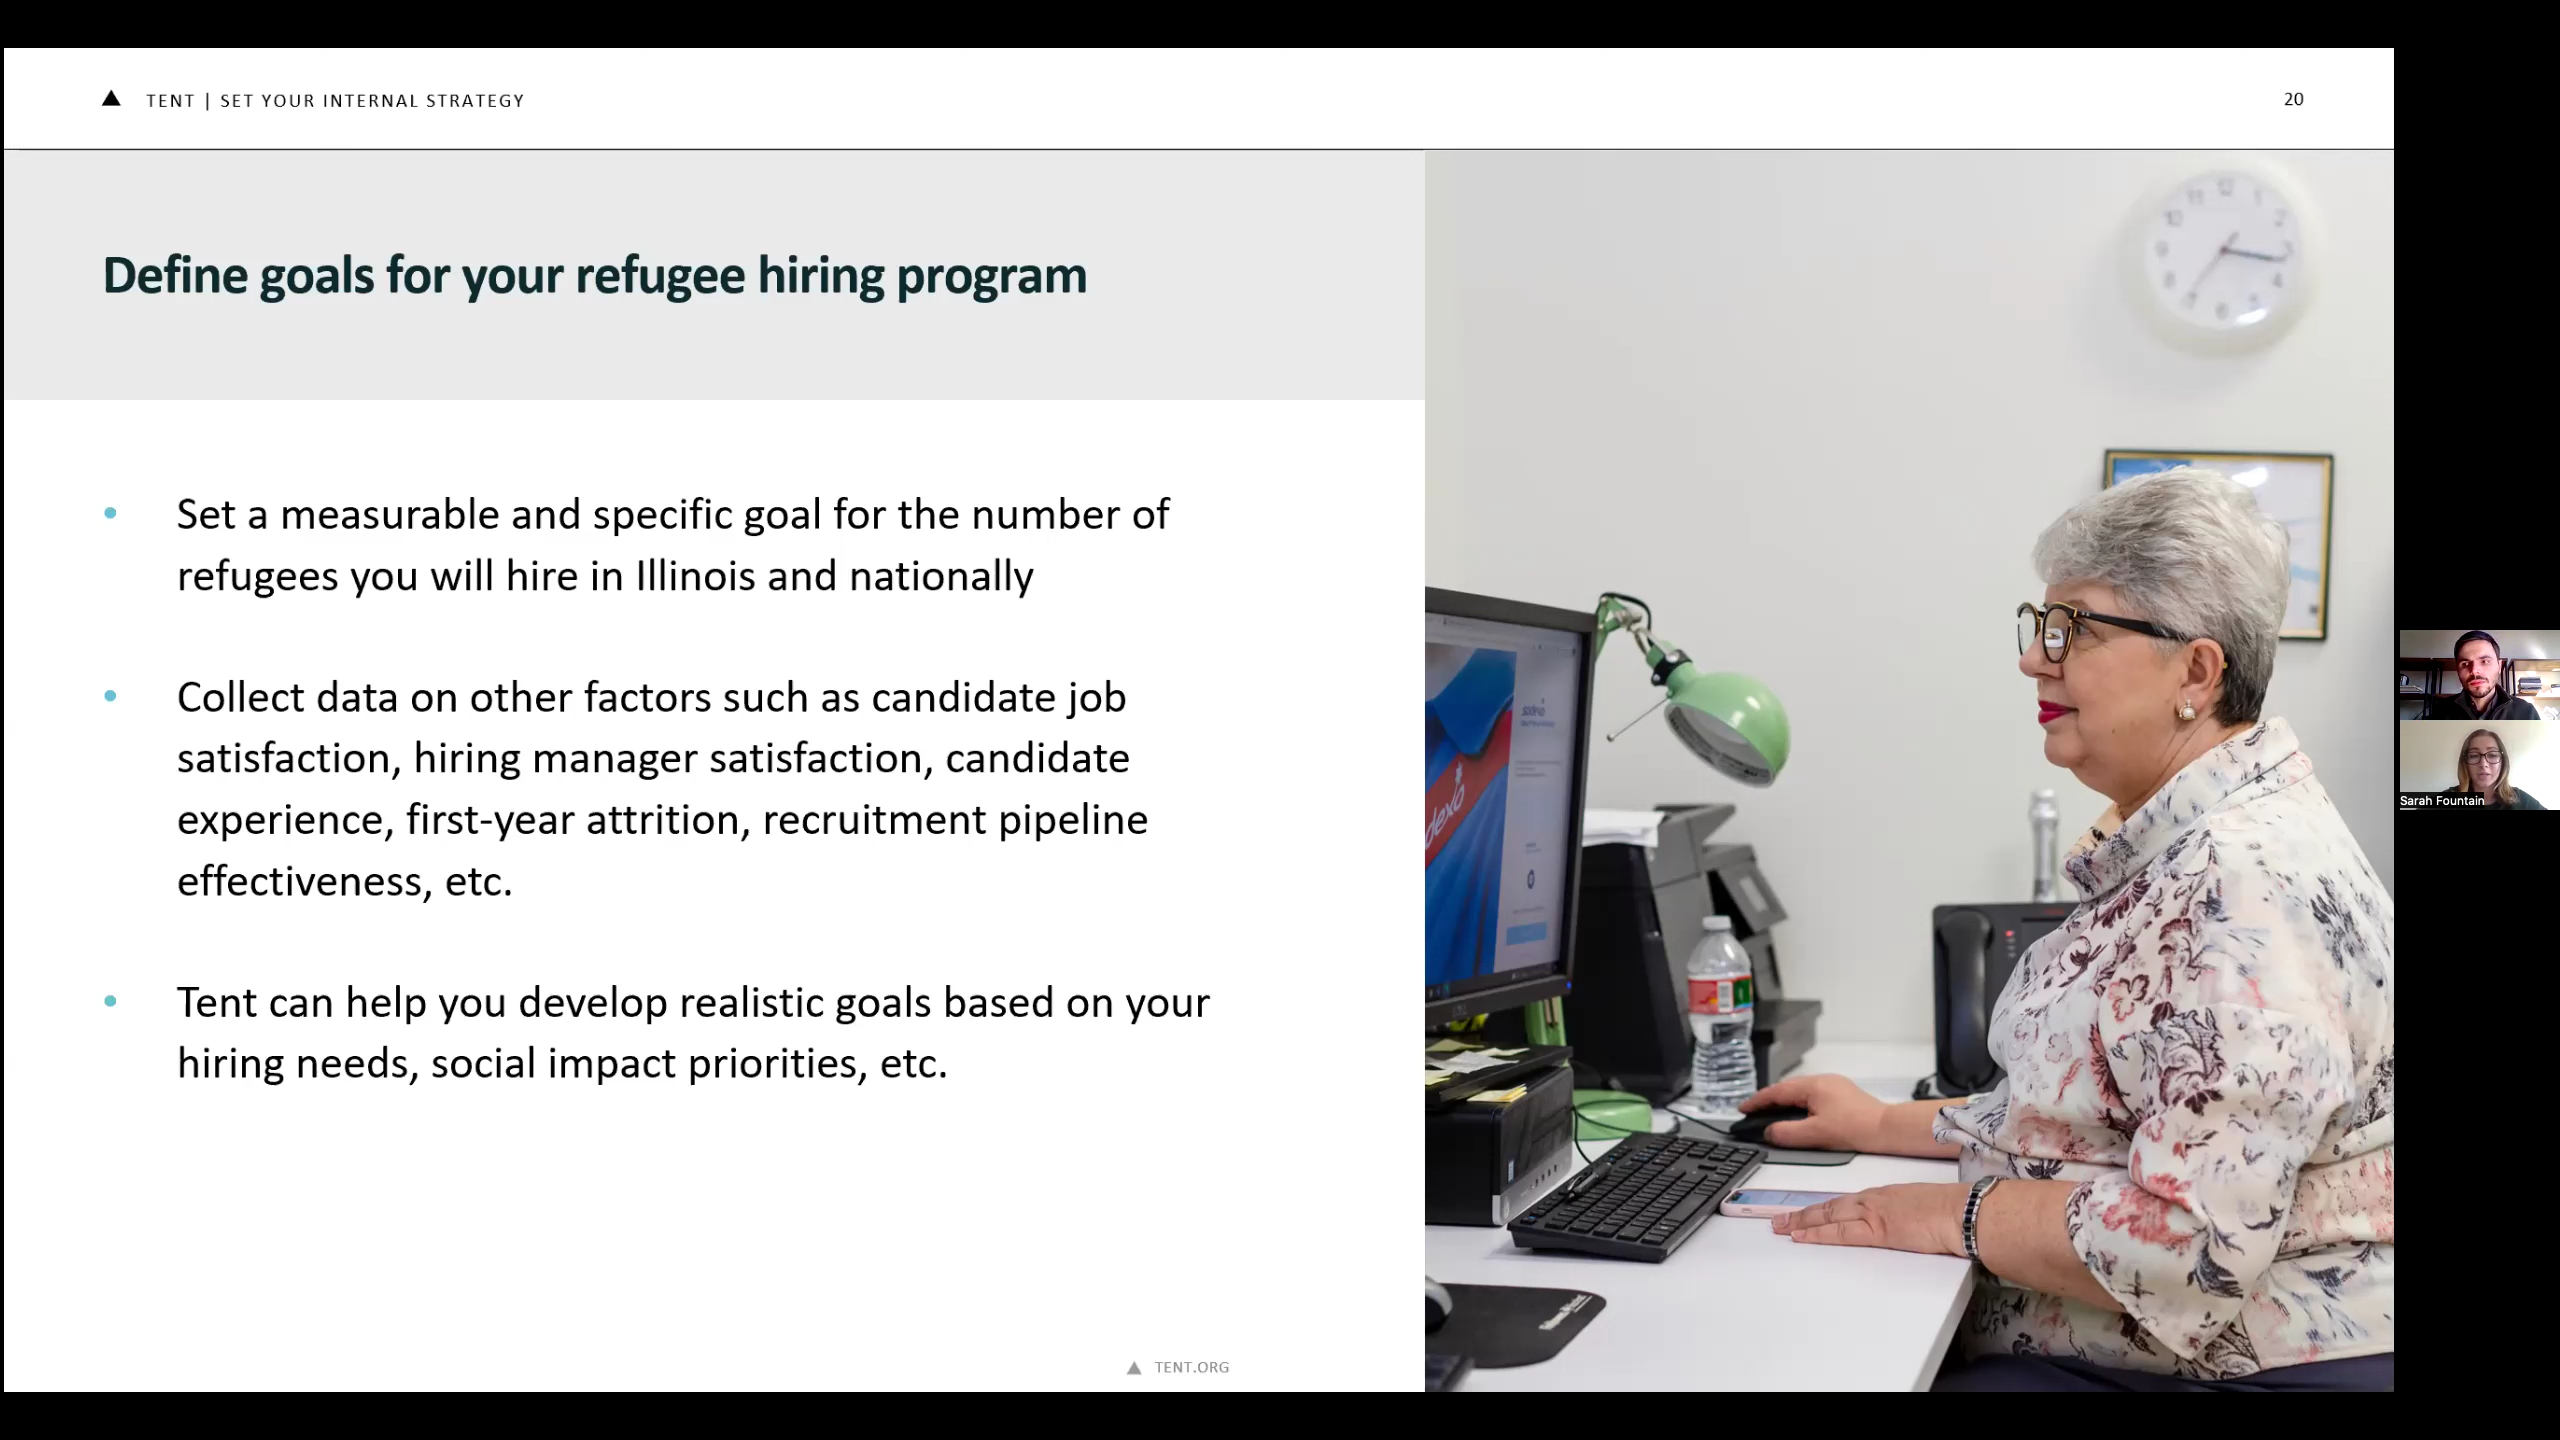 TENT | SET YOUR INTERNAL STRATEGY
20
Define goals for your refugee hiring program
• Set a measurable and specific goal for the number of
refugees you will hire in Illinois and nationally
• Collect data on other factors such as candidate job
satisfaction, hiring manager satisfaction, candidate
experience, first-year attrition, recruitment pipeline
effectiveness, etc.
• Tent can help you develop realistic goals based on your
hiring needs, social impact priorities, etc.
TENT.ORG
sodexo
dexo
DELL
Sarah Fountain